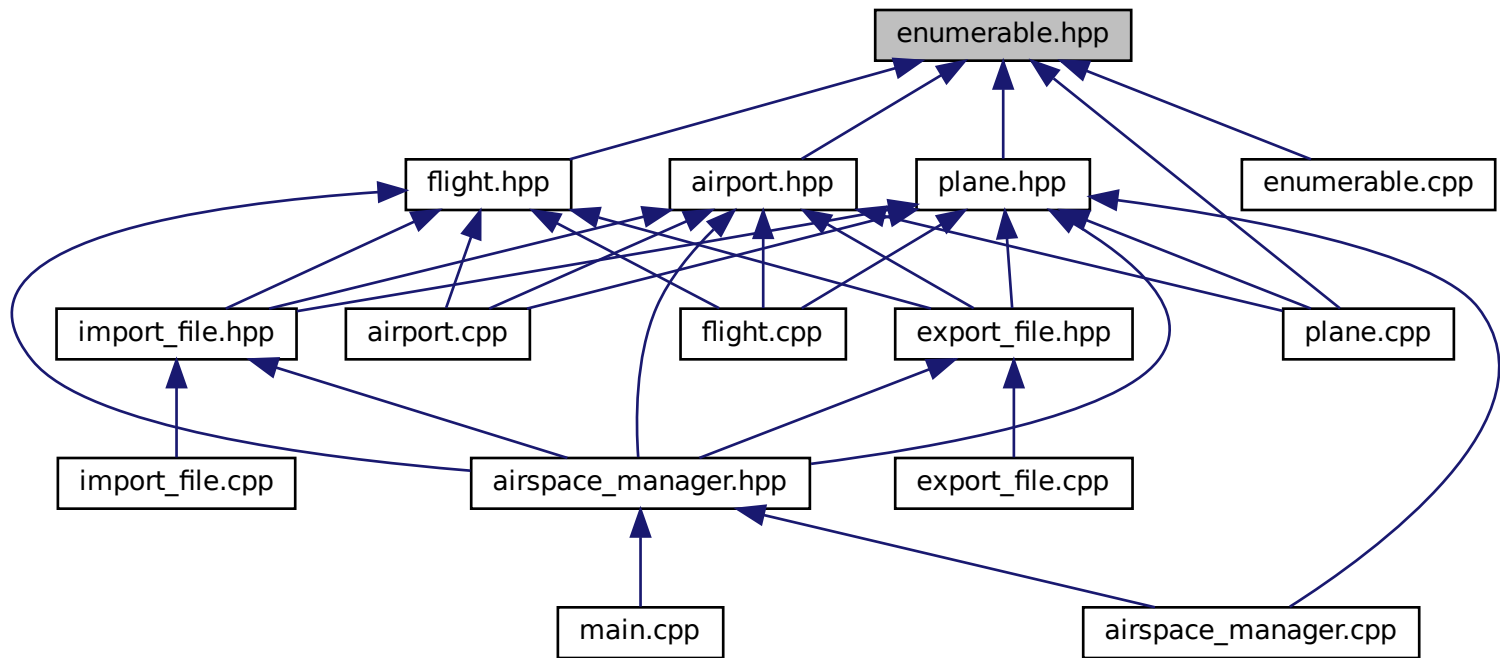 enumerable.hpp
flight.hpp
airport.hpp
plane.hpp
enumerable.cpp
import_file.hpp
airport.cpp
flight.cpp
export_file.hpp
plane.cpp
import_file.cpp
airspace_manager.hpp
export_file.cpp
main.cpp
airspace_manager.cpp